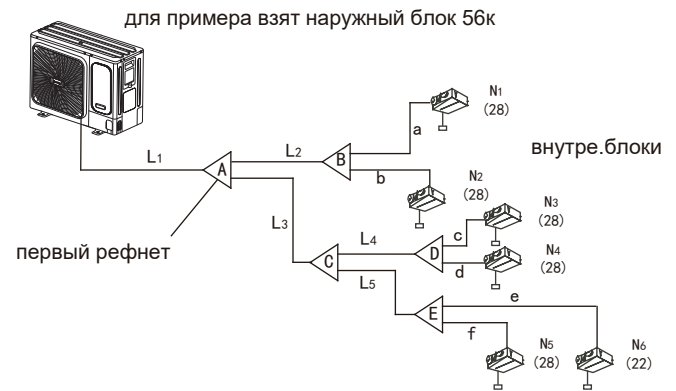 для примера взят наружный блок 56к
N1
(28)
a
внутре.блоки
L1
A
L2
B
b
N2
(28)
L3
N3
(28)
первый рефнет
L4
c
D
N4
(28)
C
d
L5
e
E
f
N5
(28)
N6
(22)